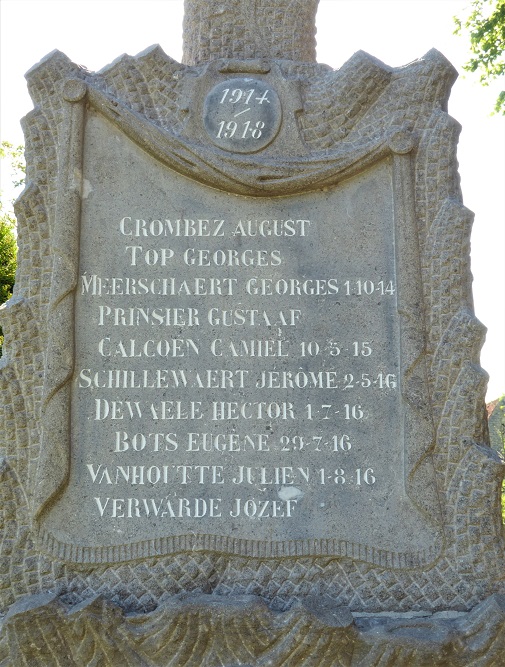 1914
1918
CROMBEZ AUGUST
TOP GEORGES
MEERSCHAERT GEORGES 1-10-14
PRINSIER GUSTAAF
CALCOEN CAMIEL 10-5-15
SCHILLEWAERT JÉRÔME 2-5-16
DEWAELE HECTOR 1-7-16
BOTS EUGÈNE 29-7-16
VANHOUTTE JULIEN 1-8-16
VERWARDE JOZEF